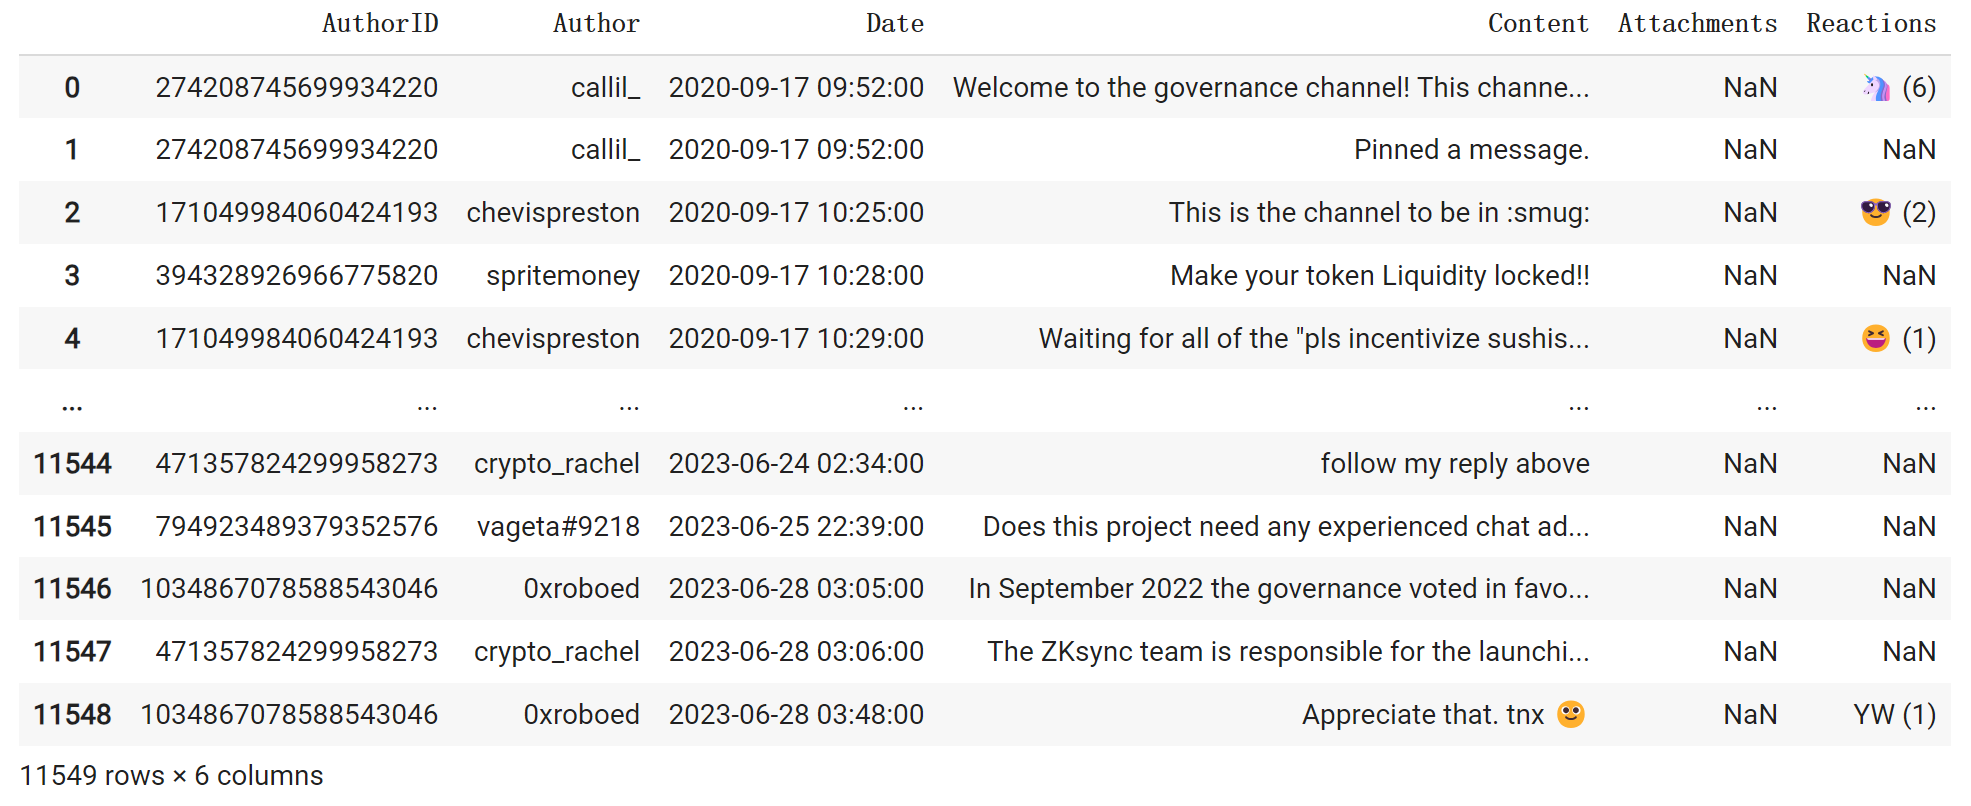 AuthorID Author Date Content Attachments Reactions
0 274208745699934220 callil_ 2020-09-17 09:52:00 Welcome to the governance channel! This channe... NaN 🦄 (6)
1 274208745699934220 callil_ 2020-09-17 09:52:00 Pinned a message. NaN NaN
2 171049984060424193 chevispreston 2020-09-17 10:25:00 This is the channel to be in :smug: NaN 😎 (2)
3 394328926966775820 spritemoney 2020-09-17 10:28:00 Make your token Liquidity locked!! NaN NaN
4 171049984060424193 chevispreston 2020-09-17 10:29:00 Waiting for all of the "pls incentivize sushis... NaN 😆 (1)
... ... ... ... ... ... ...
11544 471357824299958273 crypto_rachel 2023-06-24 02:34:00 follow my reply above NaN NaN
11545 794923489379352576 vageta#9218 2023-06-25 22:39:00 Does this project need any experienced chat ad... NaN NaN
11546 1034867078588543046 0xroboed 2023-06-28 03:05:00 In September 2022 the governance voted in favo... NaN NaN
11547 471357824299958273 crypto_rachel 2023-06-28 03:06:00 The ZKsync team is responsible for the launchi... NaN NaN
11548 1034867078588543046 0xroboed 2023-06-28 03:48:00 Appreciate that. tnx 🙂 NaN YW (1)
11549 rows × 6 columns